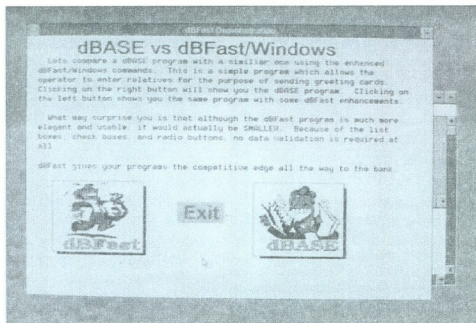 dBFast Demonstration
dBASE vs dBFast/Windows
Lets compare a dBASE program with a similiar one using the enhanced
dBFast/Windows commands. This is a simple program which allows the
operator to enter relatives for the purpose of sending greeting cards.
Clicking on the right button will show you the dBASE program. Clicking on
the left button shows you the same program with some dBFast enhancements.
What may surprise you is that although the dBFast program is much more
elegant and usable, it would actually be SMALLER. Because of the list
boxes, check boxes, and radio buttons, no data validation is required at
all
dBFast gives your programs the competitive edge all the way to the bank
Exit
dBFast
dBASE